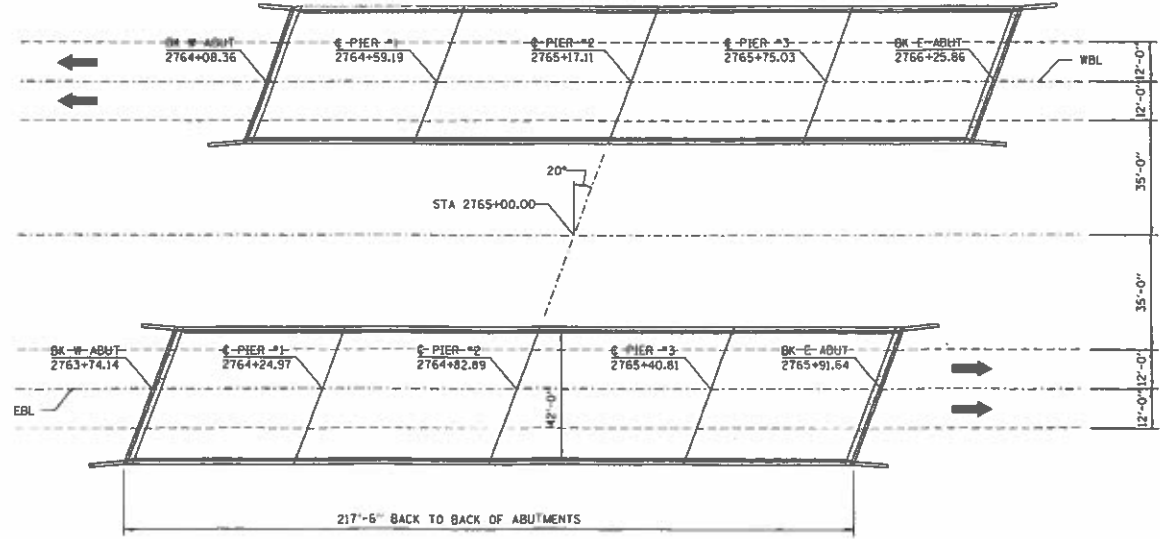 BK W ABUT
2764+08.36
℄ PIER #1
2764+59.19
℄ PIER #2
2765+17.11
℄ PIER #3
2765+75.03
BK E ABUT
2766+25.86
WBL
12'-0"
12'-0"
35'-0"
20°
STA 2765+00.00
35'-0"
BK W ABUT
2763+74.14
℄ PIER #1
2764+24.97
℄ PIER #2
2764+82.89
℄ PIER #3
2765+40.81
BK E ABUT
2765+91.64
EBL
42'-0"
12'-0"
12'-0"
217'-6" BACK TO BACK OF ABUTMENTS